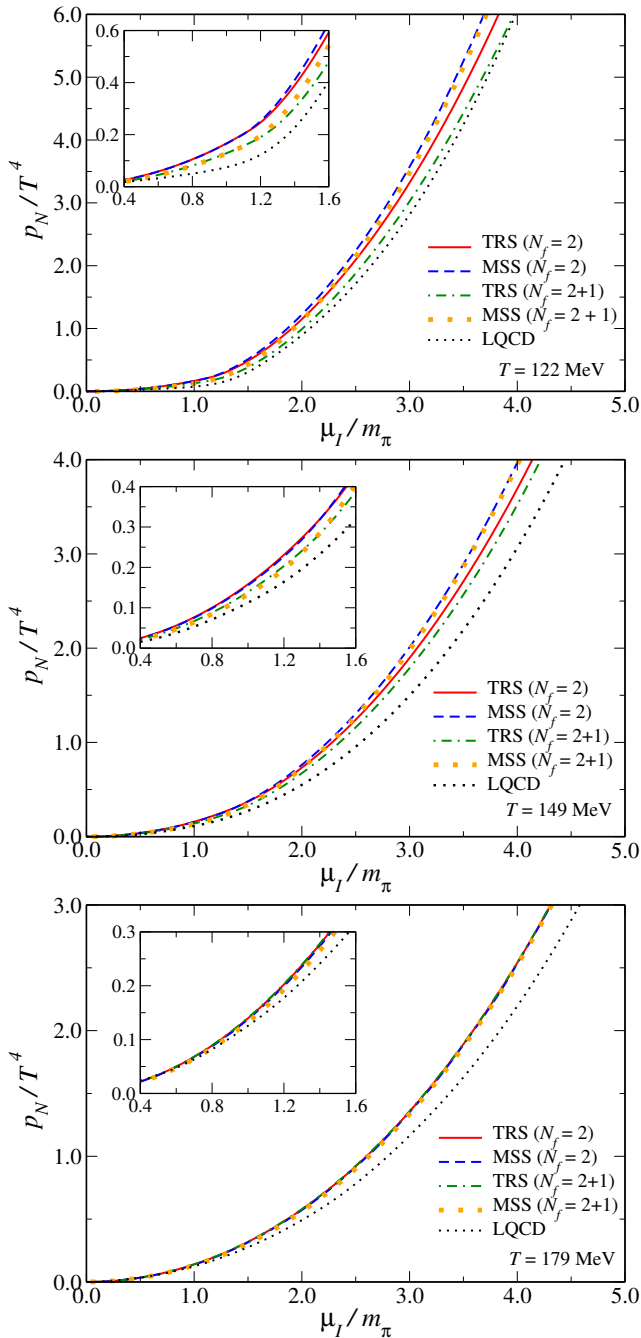 6.0
5.0
4.0
3.0
2.0
1.0
0.0
p_N / T^4
0.6
0.4
0.2
0.0
0.4 0.8 1.2 1.6
TRS (N_f = 2)
MSS (N_f = 2)
TRS (N_f = 2+1)
MSS (N_f = 2 + 1)
LQCD
T = 122 MeV
0.0 1.0 2.0 3.0 4.0 5.0
μ_I / m_π
4.0
3.0
2.0
1.0
0.0
p_N / T^4
0.4
0.3
0.2
0.1
0.0
0.4 0.8 1.2 1.6
TRS (N_f = 2)
MSS (N_f = 2)
TRS (N_f = 2+1)
MSS (N_f = 2+1)
LQCD
T = 149 MeV
0.0 1.0 2.0 3.0 4.0 5.0
μ_I / m_π
3.0
2.0
1.0
0.0
p_N / T^4
0.3
0.2
0.1
0.0
0.4 0.8 1.2 1.6
TRS (N_f = 2)
MSS (N_f = 2)
TRS (N_f = 2+1)
MSS (N_f = 2+1)
LQCD
T = 179 MeV
0.0 1.0 2.0 3.0 4.0 5.0
μ_I / m_π